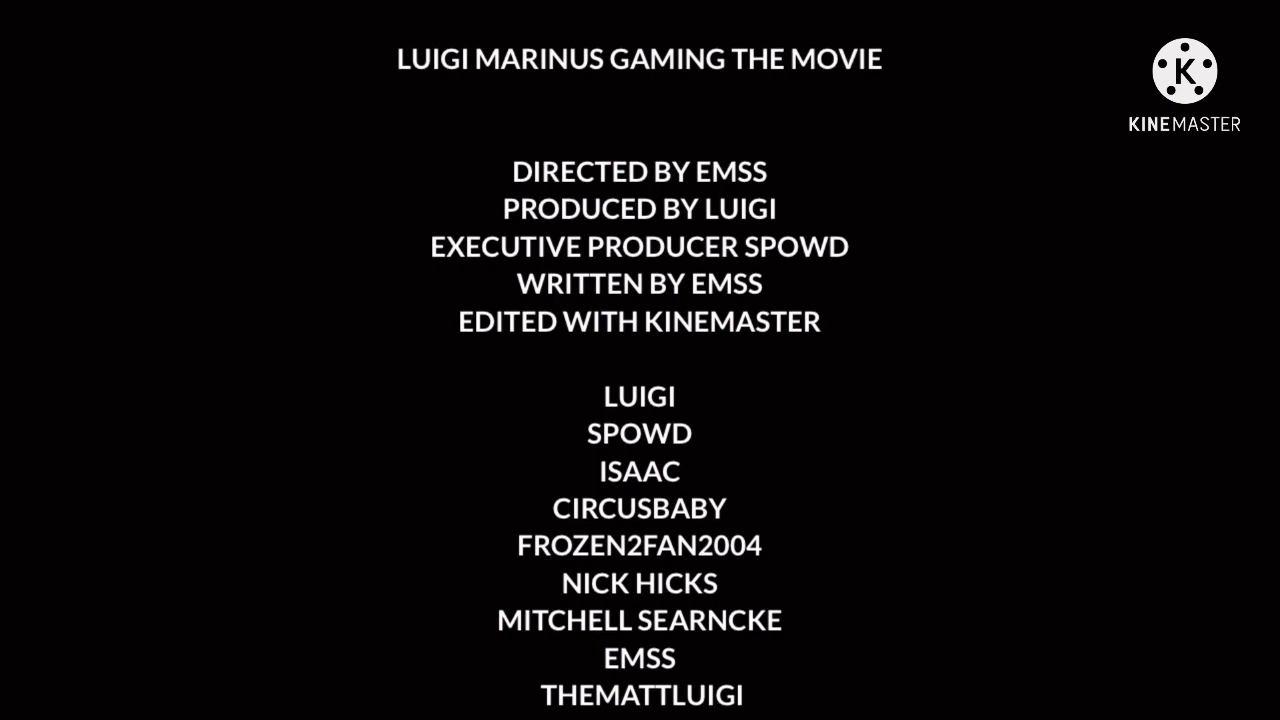 LUIGI MARINUS GAMING THE MOVIE
K
KINEMASTER
DIRECTED BY EMSS
PRODUCED BY LUIGI
EXECUTIVE PRODUCER SPOWD
WRITTEN BY EMSS
EDITED WITH KINEMASTER
LUIGI
SPOWD
ISAAC
CIRCUSBABY
FROZEN2FAN2004
NICK HICKS
MITCHELL SEARNCKE
EMSS
THEMATTLUIGI